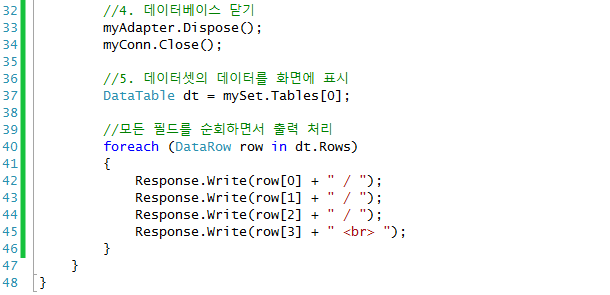 32 //4. 데이터베이스 닫기
33 myAdapter.Dispose();
34 myConn.Close();
35
36 //5. 데이터셋의 데이터를 화면에 표시
37 DataTable dt = mySet.Tables[0];
38
39 //모든 필드를 순회하면서 출력 처리
40 foreach (DataRow row in dt.Rows)
41 {
42 Response.Write(row[0] + " / ");
43 Response.Write(row[1] + " / ");
44 Response.Write(row[2] + " / ");
45 Response.Write(row[3] + " <br> ");
46 }
47 }
48 }